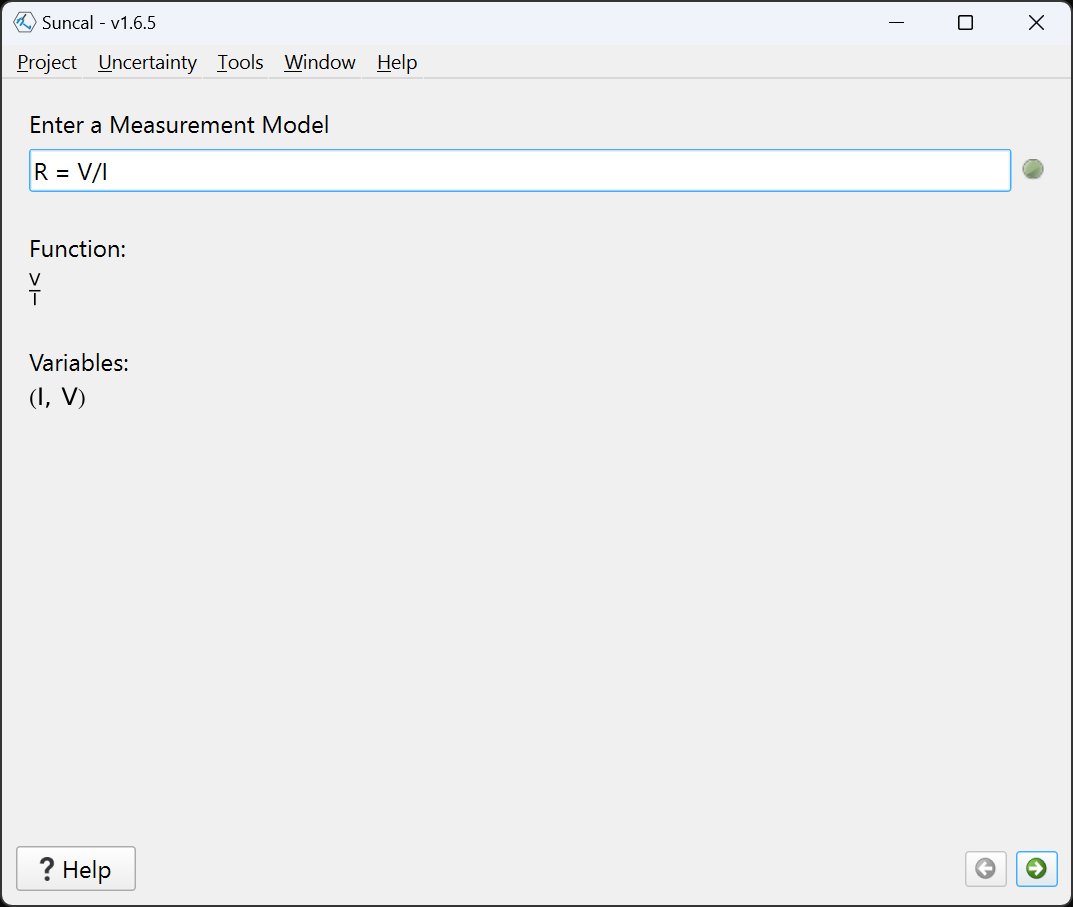 Suncal - v1.6.5
Project Uncertainty Tools Window Help
Enter a Measurement Model
R = V/I
Function:
V
I
Variables:
(I, V)
? Help